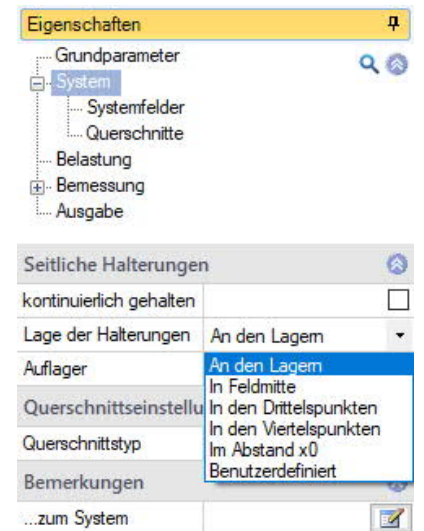 Eigenschaften
Grundparameter
System
Systemfelder
Querschnitte
Belastung
Bemessung
Ausgabe
Seitliche Halterungen
kontinuierlich gehalten
Lage der Halterungen An den Lagern
Auflager
An den Lagern
In Feldmitte
In den Drittelspunkten
In den Viertelspunkten
Im Abstand x0
Benutzerdefiniert
Querschnittseinstellu
Querschnittstyp
Bemerkungen
...zum System